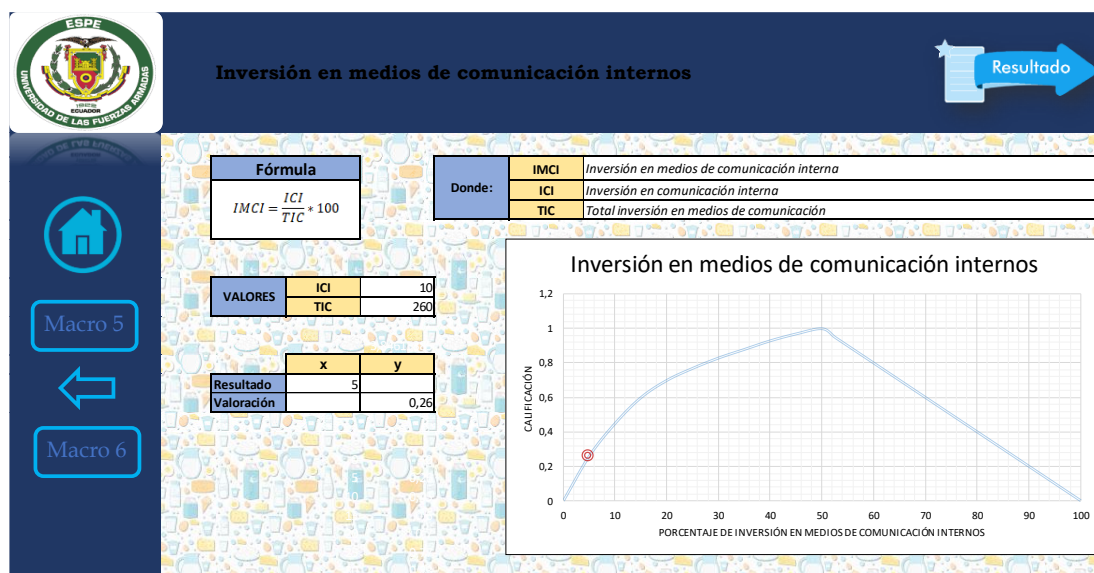 ESPE
UNIVERSIDAD DE LAS FUERZAS ARMADAS
1922
ECUADOR
Inversión en medios de comunicación internos
Resultado
Fórmula
IMCI = ICI / TIC * 100
Donde:
IMCI Inversión en medios de comunicación interna
ICI Inversión en comunicación interna
TIC Total inversión en medios de comunicación
VALORES
ICI 10
TIC 260
x y
Resultado 5
Valoración 0,26
Macro 5
Macro 6
Inversión en medios de comunicación internos
CALIFICACIÓN
1,2
1
0,8
0,6
0,4
0,2
0
0 10 20 30 40 50 60 70 80 90 100
PORCENTAJE DE INVERSIÓN EN MEDIOS DE COMUNICACIÓN INTERNOS